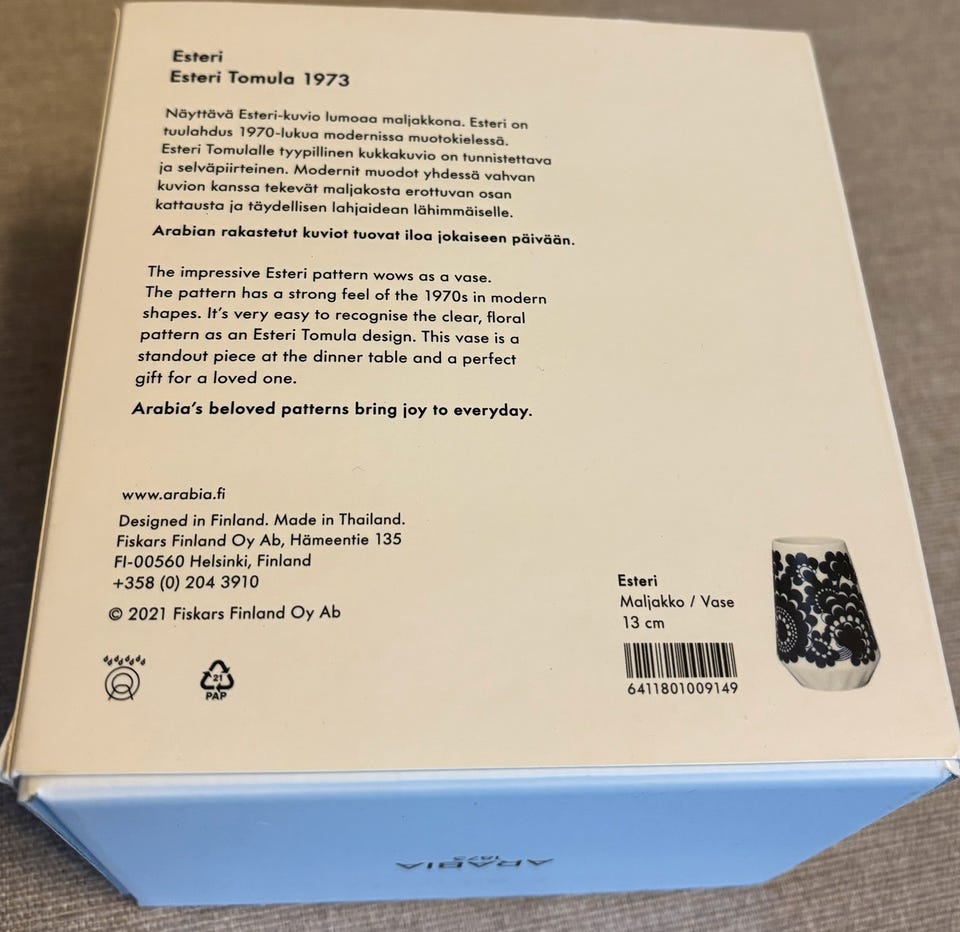 Esteri
Esteri Tomula 1973
Näyttävä Esteri-kuvio lumoaa maljakkona. Esteri on
tuulahdus 1970-lukua modernissa muotokielessä.
Esteri Tomulalle tyypillinen kukkakuvio on tunnistettava
ja selväpiirteinen. Modernit muodot yhdessä vahvan
kuvion kanssa tekevät maljakosta erottuvan osan
kattausta ja täydellisen lahjaidean lähimmäiselle.
Arabian rakastetut kuviot tuovat iloa jokaiseen päivään.
The impressive Esteri pattern wows as a vase.
The pattern has a strong feel of the 1970s in modern
shapes. It's very easy to recognise the clear, floral
pattern as an Esteri Tomula design. This vase is a
standout piece at the dinner table and a perfect
gift for a loved one.
Arabia's beloved patterns bring joy to everyday.
www.arabia.fi
Designed in Finland. Made in Thailand.
Fiskars Finland Oy Ab, Hämeentie 135
FI-00560 Helsinki, Finland
+358 (0) 204 3910
© 2021 Fiskars Finland Oy Ab
21
PAP
Esteri
Maljakko / Vase
13 cm
6411801009149
ARABIA
1873